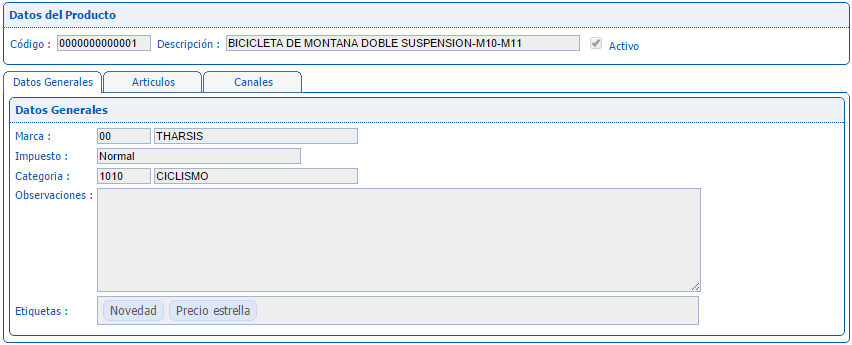 Datos del Producto
Código : 0000000000001 Descripción : BICICLETA DE MONTANA DOBLE SUSPENSION-M10-M11 Activo
Datos Generales Articulos Canales
Datos Generales
Marca : 00 THARSIS
Impuesto : Normal
Categoria : 1010 CICLISMO
Observaciones :
Etiquetas : Novedad Precio estrella